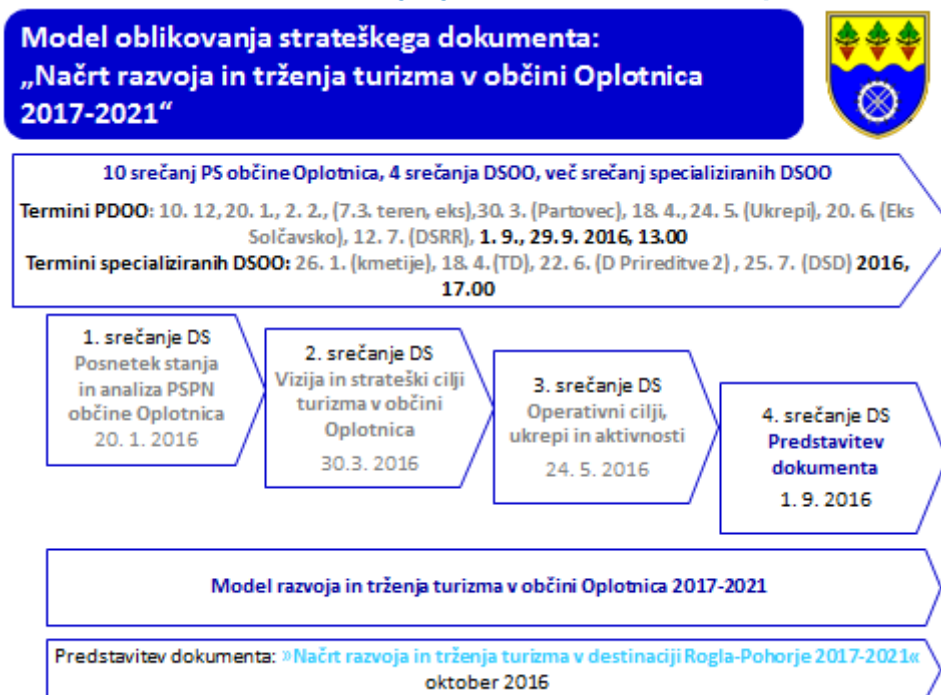 Model oblikovanja strateškega dokumenta:
„Načrt razvoja in trženja turizma v občini Oplotnica
2017-2021“
10 srečanj PS občine Oplotnica, 4 srečanja DSOO, več srečanj specializiranih DSOO
Termini PDOO: 10. 12, 20. 1., 2. 2., (7.3. teren, eks),30. 3. (Partovec), 18. 4., 24. 5. (Ukrepi), 20. 6. (Eks
Solčavsko), 12. 7. (DSRR), 1. 9., 29. 9. 2016, 13.00
Termini specializiranih DSOO: 26. 1. (kmetije), 18. 4. (TD), 22. 6. (D Prireditve 2) , 25. 7. (DSD) 2016,
17.00
1. srečanje DS
Posnetek stanja
in analiza PSPN
občine Oplotnica
20. 1. 2016
2. srečanje DS
Vizija in strateški cilji
turizma v občini
Oplotnica
30.3. 2016
3. srečanje DS
Operativni cilji,
ukrepi in aktivnosti
24. 5. 2016
4. srečanje DS
Predstavitev
dokumenta
1. 9. 2016
Model razvoja in trženja turizma v občini Oplotnica 2017-2021
Predstavitev dokumenta: »Načrt razvoja in trženja turizma v destinaciji Rogla-Pohorje 2017-2021«
oktober 2016